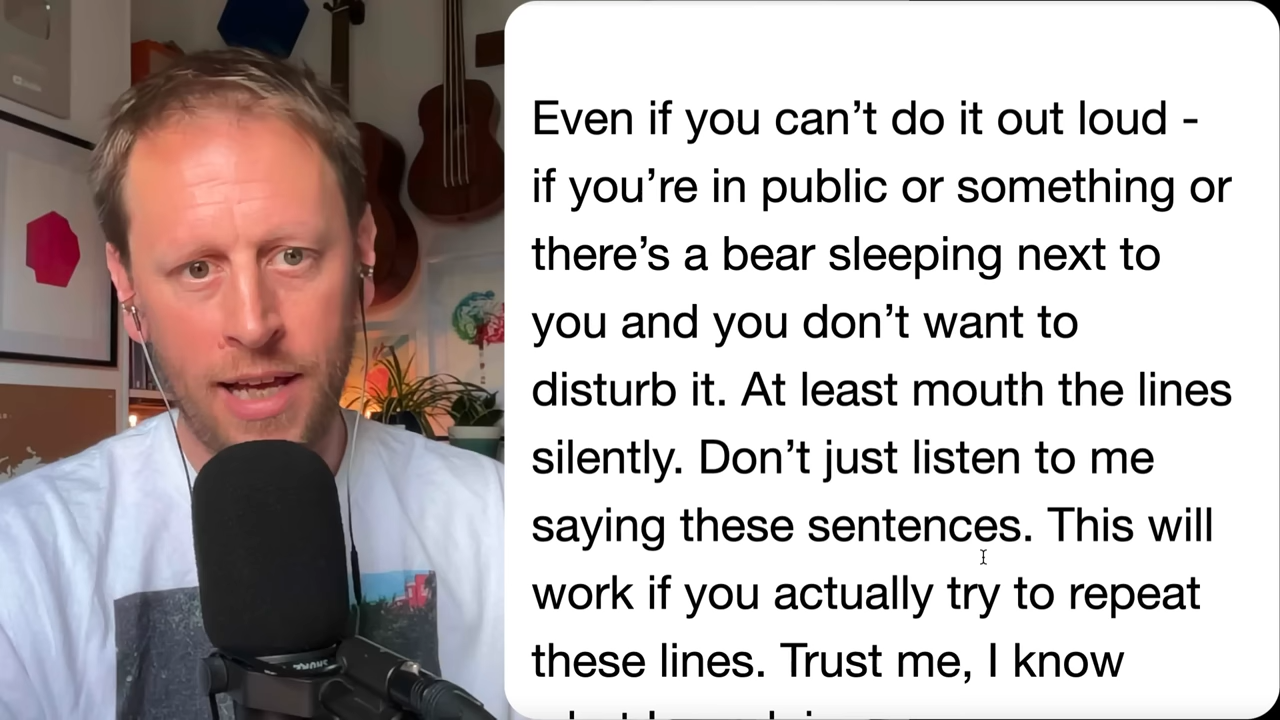 Even if you can’t do it out loud -
if you’re in public or something or
there’s a bear sleeping next to
you and you don’t want to
disturb it. At least mouth the lines
silently. Don’t just listen to me
saying these sentences. This will
work if you actually try to repeat
these lines. Trust me, I know